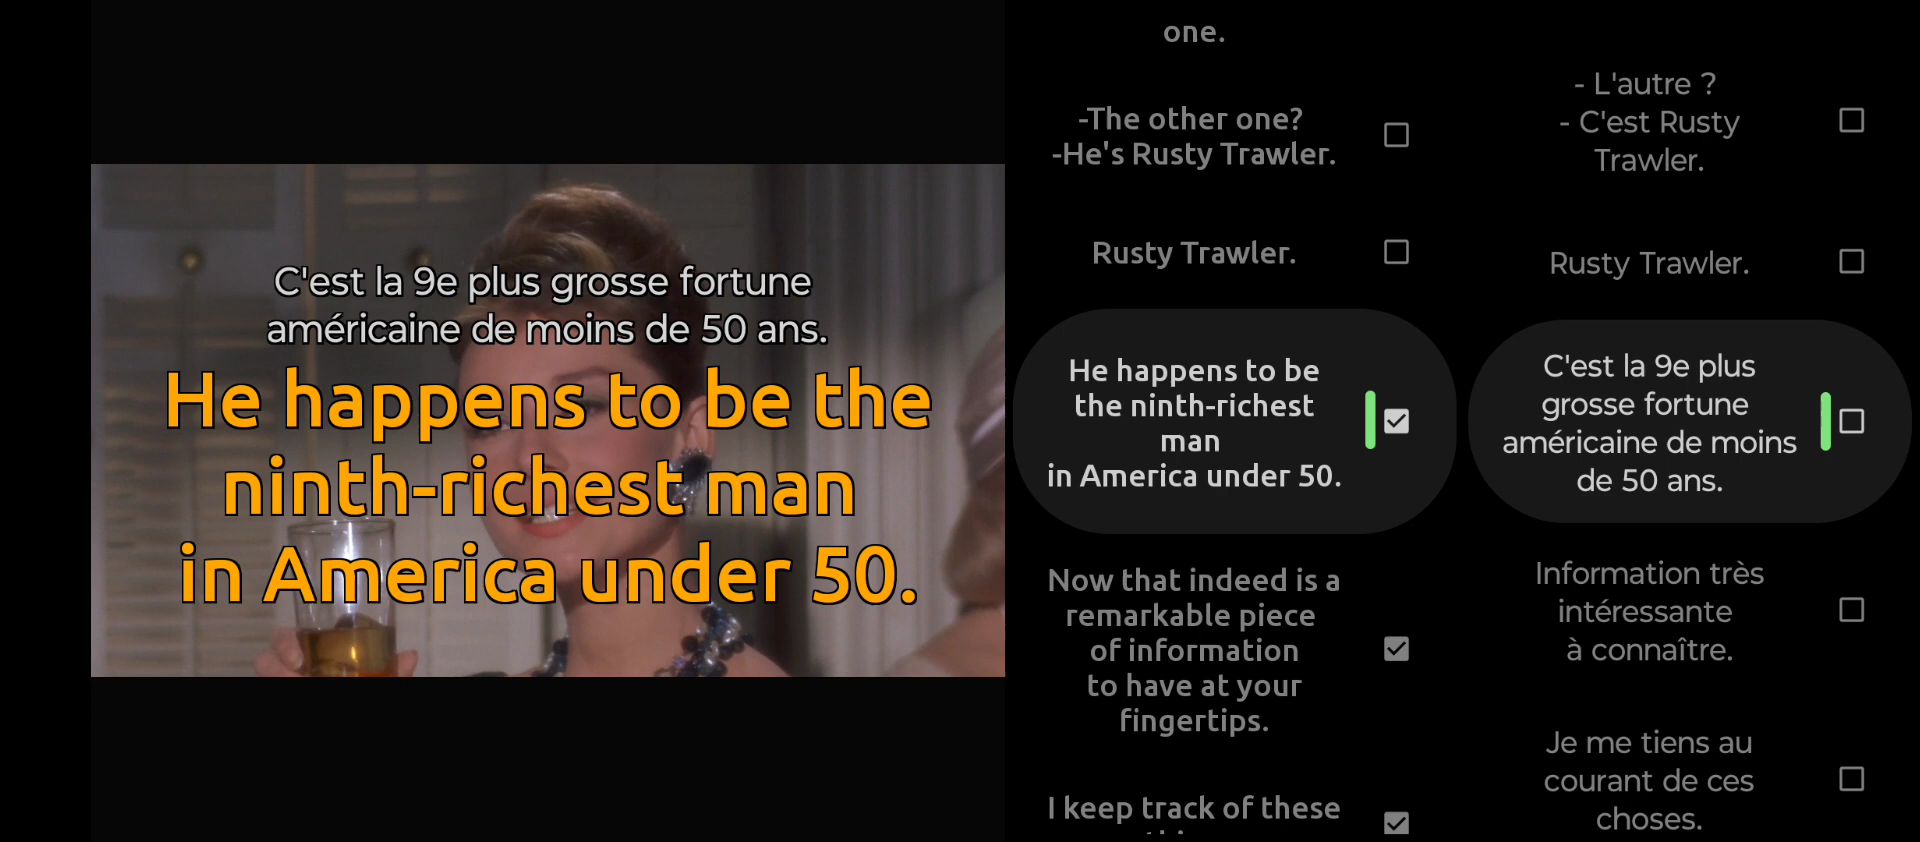 C'est la 9e plus grosse fortune
américaine de moins de 50 ans.
He happens to be the
ninth-richest man
in America under 50.
one.
-The other one?
-He's Rusty Trawler.
Rusty Trawler.
He happens to be
the ninth-richest
man
in America under 50.
Now that indeed is a
remarkable piece
of information
to have at your
fingertips.
I keep track of these
- L'autre ?
- C'est Rusty
Trawler.
Rusty Trawler.
C'est la 9e plus
grosse fortune
américaine de moins
de 50 ans.
Information très
intéressante
à connaître.
Je me tiens au
courant de ces
choses.